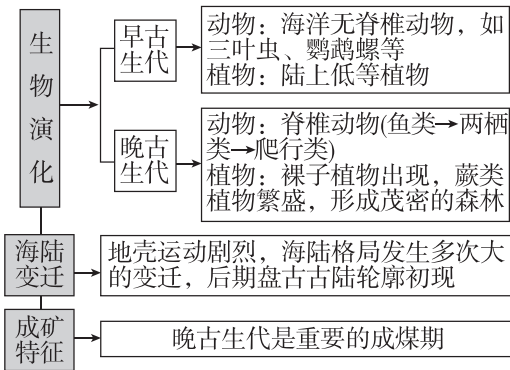 生物演化
早古
生代
动物：海洋无脊椎动物，如
三叶虫、鹦鹉螺等
植物：陆上低等植物
晚古
生代
动物：脊椎动物(鱼类→两栖
类→爬行类)
植物：裸子植物出现，蕨类
植物繁盛，形成茂密的森林
海陆
变迁
地壳运动剧烈，海陆格局发生多次大
的变迁，后期盘古古陆轮廓初现
成矿
特征
晚古生代是重要的成煤期